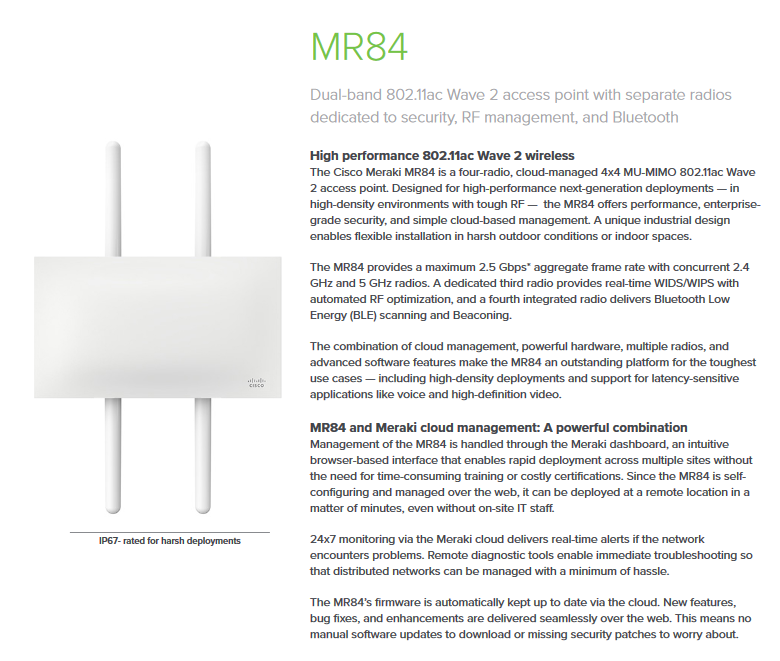 MR84
Dual-band 802.11ac Wave 2 access point with separate radios
dedicated to security, RF management, and Bluetooth
High performance 802.11ac Wave 2 wireless
The Cisco Meraki MR84 is a four-radio, cloud-managed 4x4 MU-MIMO 802.11ac Wave
2 access point. Designed for high-performance next-generation deployments — in
high-density environments with tough RF — the MR84 offers performance, enterprise-
grade security, and simple cloud-based management. A unique industrial design
enables flexible installation in harsh outdoor conditions or indoor spaces.
The MR84 provides a maximum 2.5 Gbps* aggregate frame rate with concurrent 2.4
GHz and 5 GHz radios. A dedicated third radio provides real-time WIDS/WIPS with
automated RF optimization, and a fourth integrated radio delivers Bluetooth Low
Energy (BLE) scanning and Beaconing.
The combination of cloud management, powerful hardware, multiple radios, and
advanced software features make the MR84 an outstanding platform for the toughest
use cases — including high-density deployments and support for latency-sensitive
applications like voice and high-definition video.
MR84 and Meraki cloud management: A powerful combination
Management of the MR84 is handled through the Meraki dashboard, an intuitive
browser-based interface that enables rapid deployment across multiple sites without
the need for time-consuming training or costly certifications. Since the MR84 is self-
configuring and managed over the web, it can be deployed at a remote location in a
matter of minutes, even without on-site IT staff.
24x7 monitoring via the Meraki cloud delivers real-time alerts if the network
encounters problems. Remote diagnostic tools enable immediate troubleshooting so
that distributed networks can be managed with a minimum of hassle.
The MR84's firmware is automatically kept up to date via the cloud. New features,
bug fixes, and enhancements are delivered seamlessly over the web. This means no
manual software updates to download or missing security patches to worry about.
CISCO
IP67- rated for harsh deployments